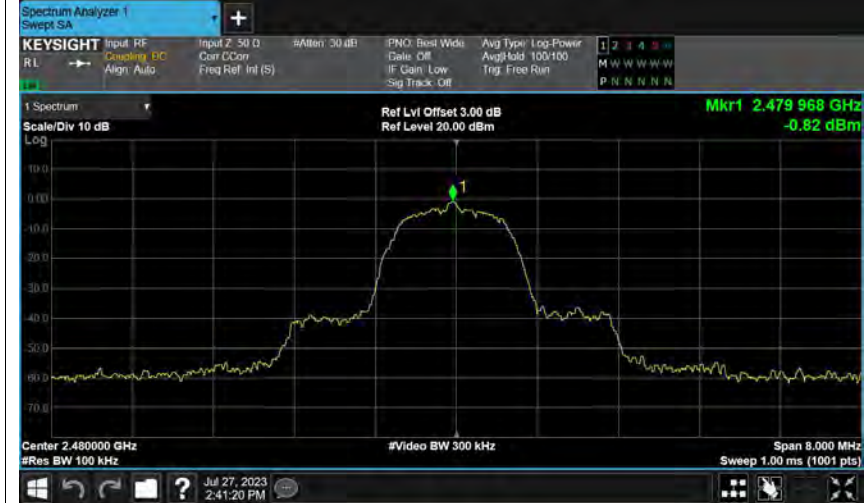 Spectrum Analyzer 1
Swept SA
+
KEYSIGHT Input: RF Input Z: 50 Ω #Atten: 30 dB PNO: Best Wide Avg Type: Log-Power 1 2 3 4 5 6
RL Coupling: DC Corr CCorr Gate: Off Avg|Hold: 100/100 M W W W W W
Align: Auto Freq Ref: Int (S) IF Gain: Low Trig: Free Run
Sig Track: Off P N N N N N
1 Spectrum
Ref Lvl Offset 3.00 dB Mkr1 2.479 968 GHz
Scale/Div 10 dB Ref Level 20.00 dBm -0.82 dBm
Log
10.0
1
0.00
-10.0
-20.0
-30.0
-40.0
-50.0
-60.0
-70.0
Center 2.480000 GHz #Video BW 300 kHz Span 8.000 MHz
#Res BW 100 kHz Sweep 1.00 ms (1001 pts)
? Jul 27, 2023
2:41:20 PM